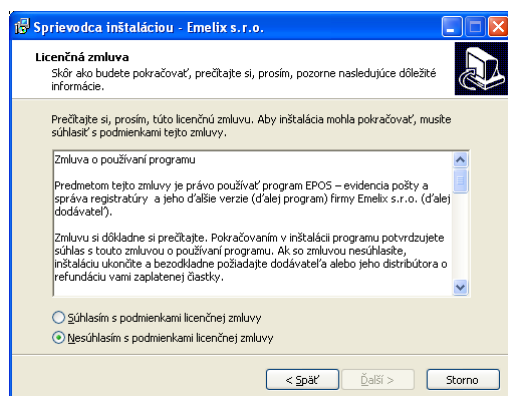 Sprievodca inštaláciou - Emelix s.r.o.
Licenčná zmluva
Skôr ako budete pokračovať, prečítajte si, prosím, pozorne nasledujúce dôležité
informácie.
Prečítajte si, prosím, túto licenčnú zmluvu. Aby inštalácia mohla pokračovať, musíte
súhlasiť s podmienkami tejto zmluvy.
Zmluva o používaní programu
Predmetom tejto zmluvy je právo používať program EPOS – evidencia pošty a
správa registratúry  a jeho ďalšie verzie (ďalej program) firmy Emelix s.r.o. (ďalej
dodávateľ).
Zmluvu si dôkladne si prečítajte. Pokračovaním v inštalácii programu potvrdzujete
súhlas s touto zmluvou o používaní programu. Ak so zmluvou nesúhlasíte,
inštaláciu ukončite a bezodkladne požiadajte dodávateľa alebo jeho distribútora o
refundáciu vami zaplatenej čiastky.
Súhlasím s podmienkami licenčnej zmluvy
Nesúhlasím s podmienkami licenčnej zmluvy
< Späť
Ďalší >
Storno